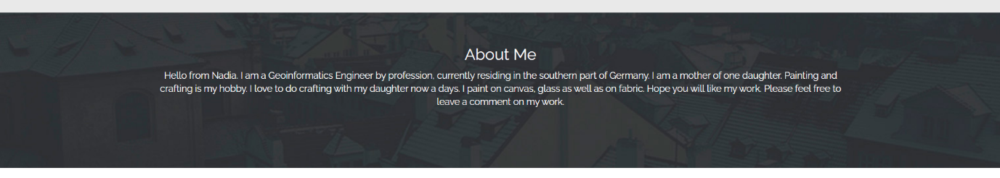 About Me
Hello from Nadia. I am a Geoinformatics Engineer by profession, currently residing in the southern part of Germany. I am a mother of one daughter. Painting and
crafting is my hobby. I love to do crafting with my daughter now a days. I paint on canvas, glass as well as on fabric. Hope you will like my work. Please feel free to
leave a comment on my work.